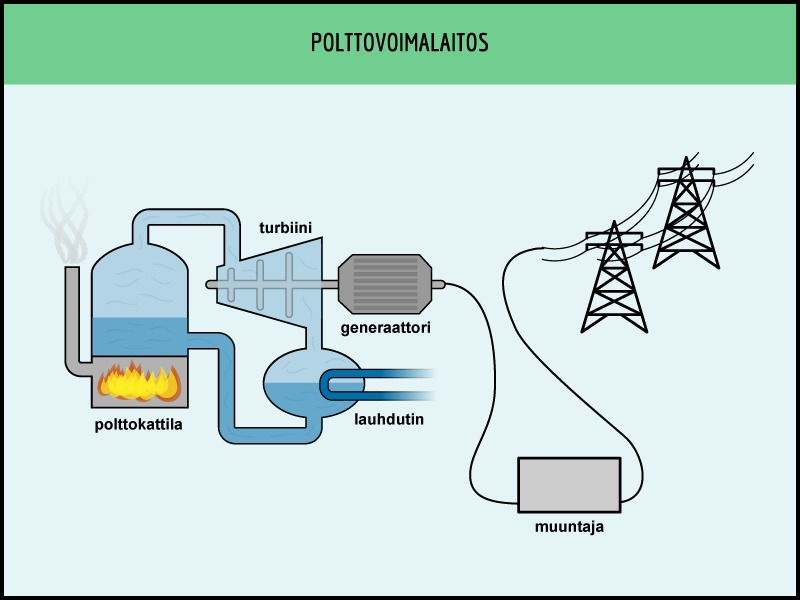 POLTTOVOIMALAITOS
turbiini
generaattori
polttokattila
lauhdutin
muuntaja